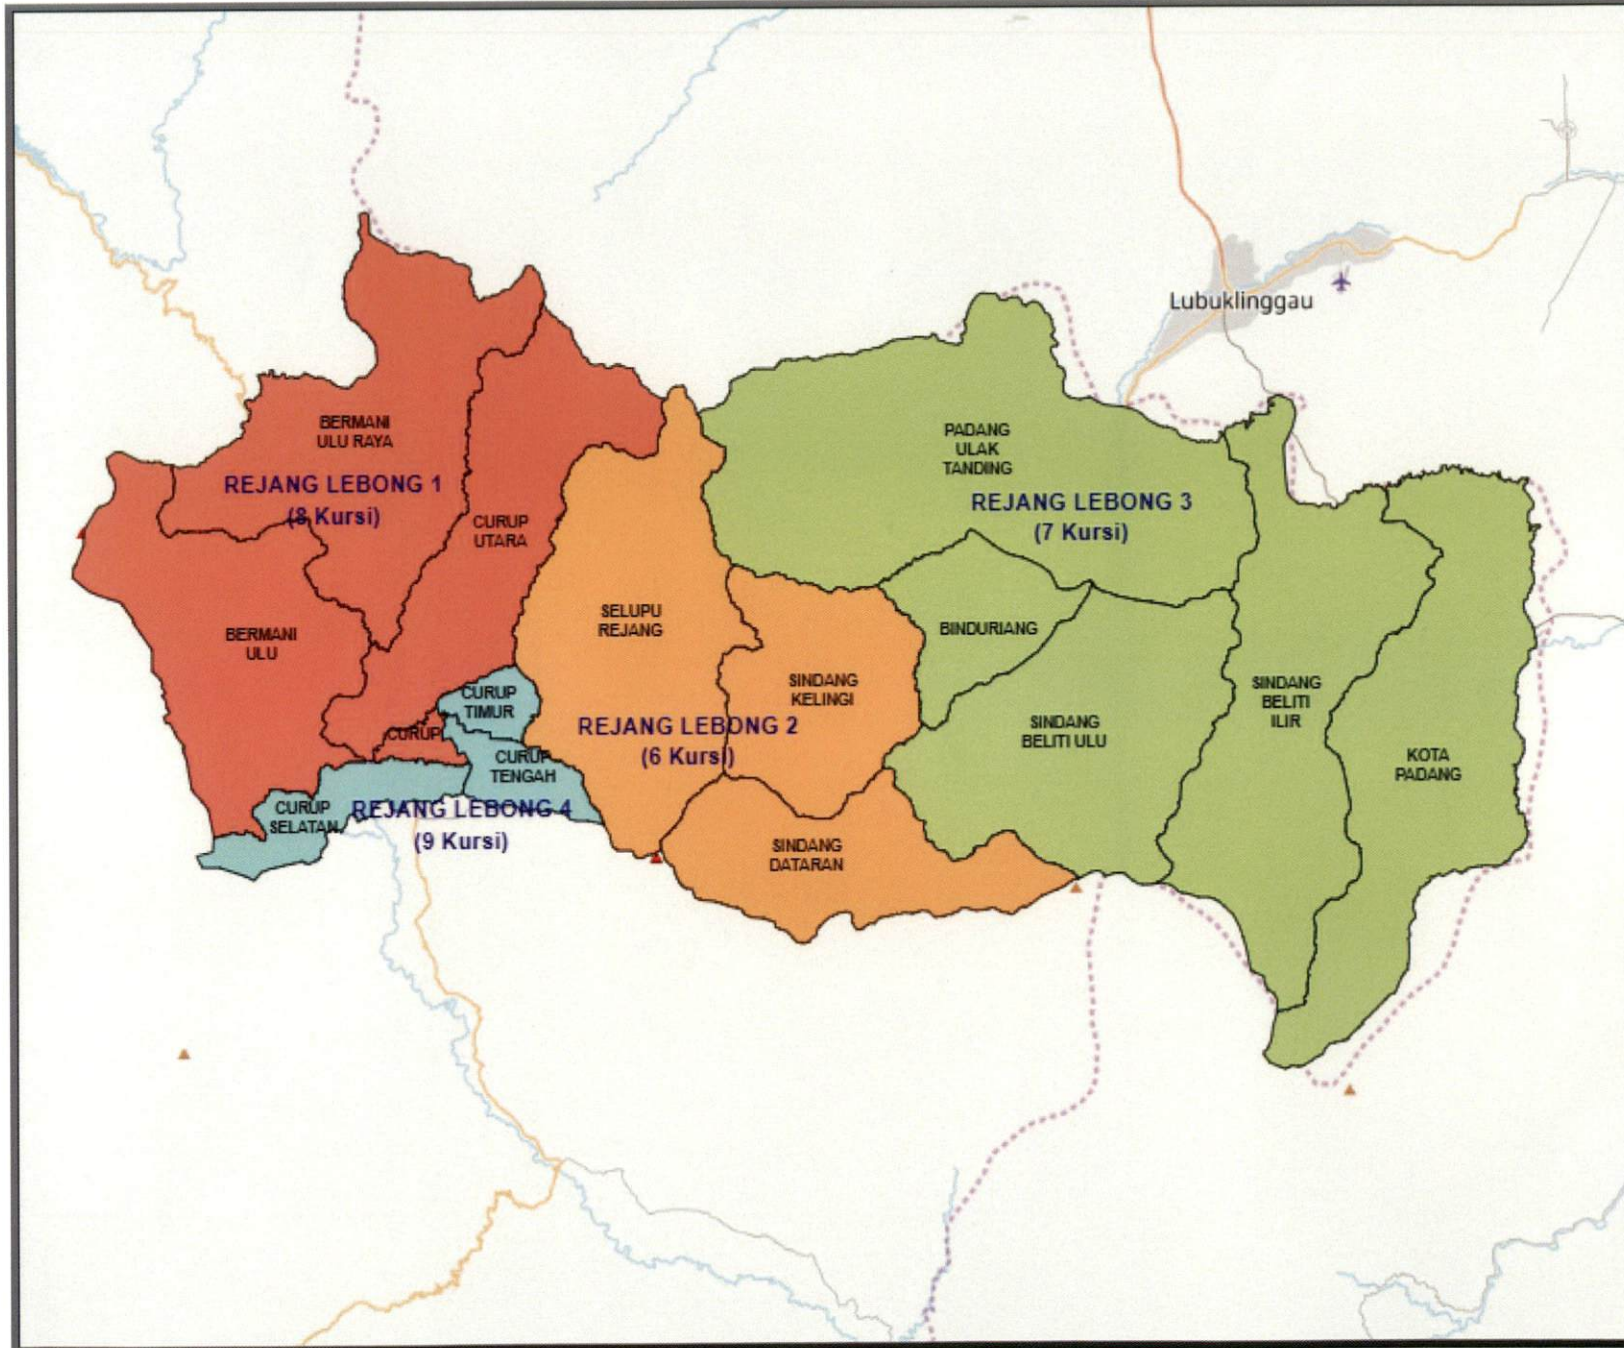 Lubuklinggau
BERMANI
ULU RAYA
REJANG LEBONG 1
(8 Kursi)
CURUP
UTARA
BERMANI
ULU
CURUP
PADANG
ULAK
TANDING
REJANG LEBONG 3
(7 Kursi)
BINDURIANG
SINDANG
BELITI ULU
SINDANG
BELITI
ILIR
KOTA
PADANG
SELUPU
REJANG
SINDANG
KELINGI
REJANG LEBONG 2
(6 Kursi)
SINDANG
DATARAN
CURUP
TIMUR
CURUP
TENGAH
CURUP
SELATAN
REJANG LEBONG 4
(9 Kursi)